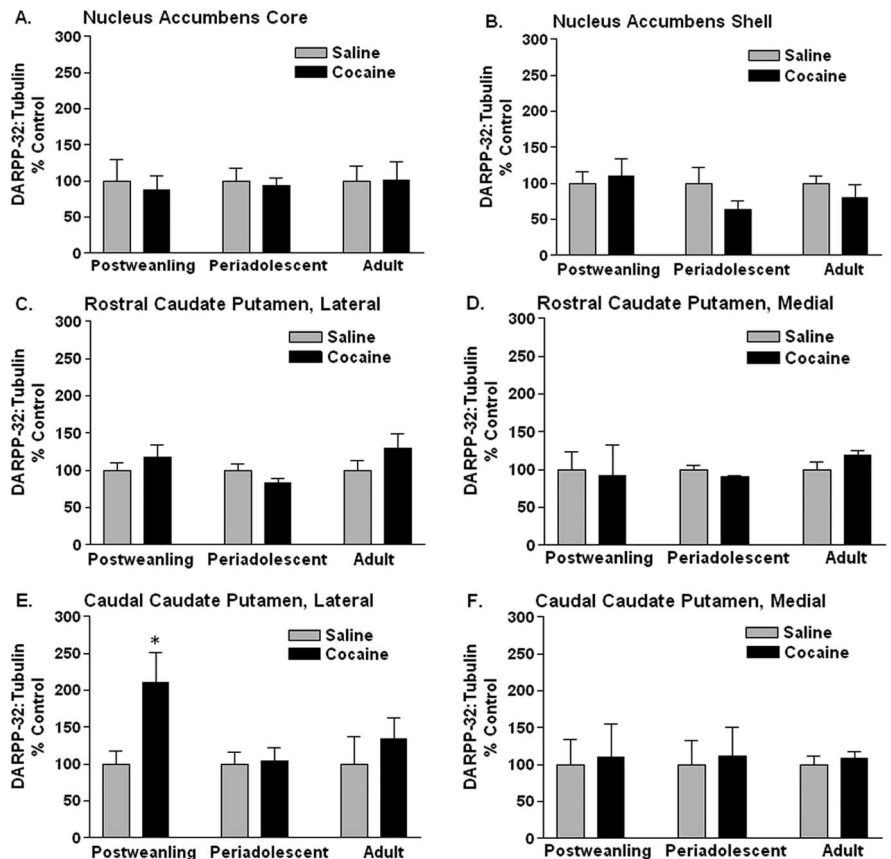 A. Nucleus Accumbens Core
DARPP-32:Tubulin
% Control
300
250
200
150
100
50
0
Saline
Cocaine
Postweanling Periadolescent Adult
B. Nucleus Accumbens Shell
DARPP-32:Tubulin
% Control
300
250
200
150
100
50
0
Saline
Cocaine
Postweanling Periadolescent Adult
C. Rostral Caudate Putamen, Lateral
DARPP-32:Tubulin
% Control
300
250
200
150
100
50
0
Saline
Cocaine
Postweanling Periadolescent Adult
D. Rostral Caudate Putamen, Medial
DARPP-32:Tubulin
% Control
300
250
200
150
100
50
0
Saline
Cocaine
Postweanling Periadolescent Adult
E. Caudal Caudate Putamen, Lateral
DARPP-32:Tubulin
% Control
300
250
200
150
100
50
0
*
Saline
Cocaine
Postweanling Periadolescent Adult
F. Caudal Caudate Putamen, Medial
DARPP-32:Tubulin
% Control
300
250
200
150
100
50
0
Saline
Cocaine
Postweanling Periadolescent Adult